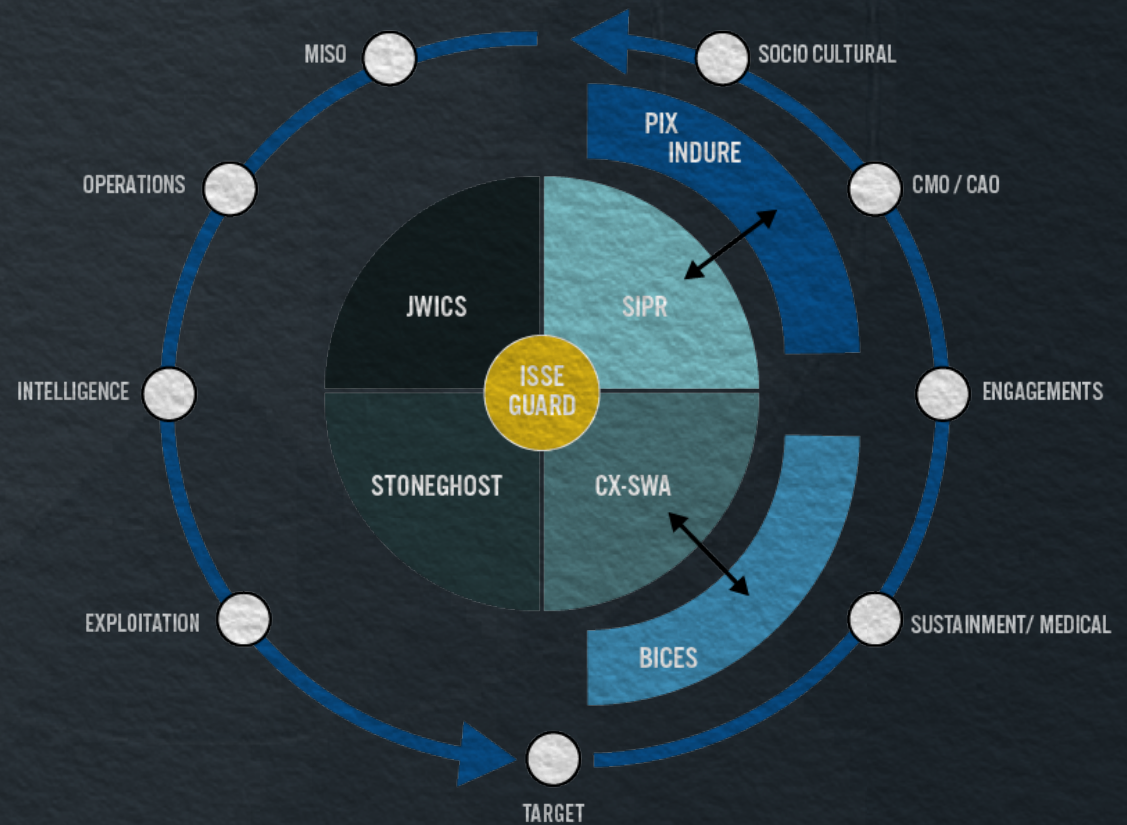 MISO
SOCIO CULTURAL
PIX
INDURE
OPERATIONS
CMO / CAO
JWICS
SIPR
ISSE
GUARD
INTELLIGENCE
ENGAGEMENTS
STONEGHOST
CX-SWA
EXPLOITATION
SUSTAINMENT/ MEDICAL
BICES
TARGET